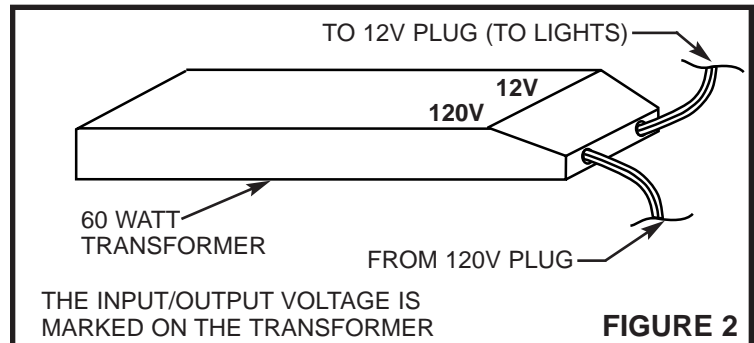 TO 12V PLUG (TO LIGHTS)
12V
120V
60 WATT
TRANSFORMER
FROM 120V PLUG
THE INPUT/OUTPUT VOLTAGE IS
MARKED ON THE TRANSFORMER
FIGURE 2